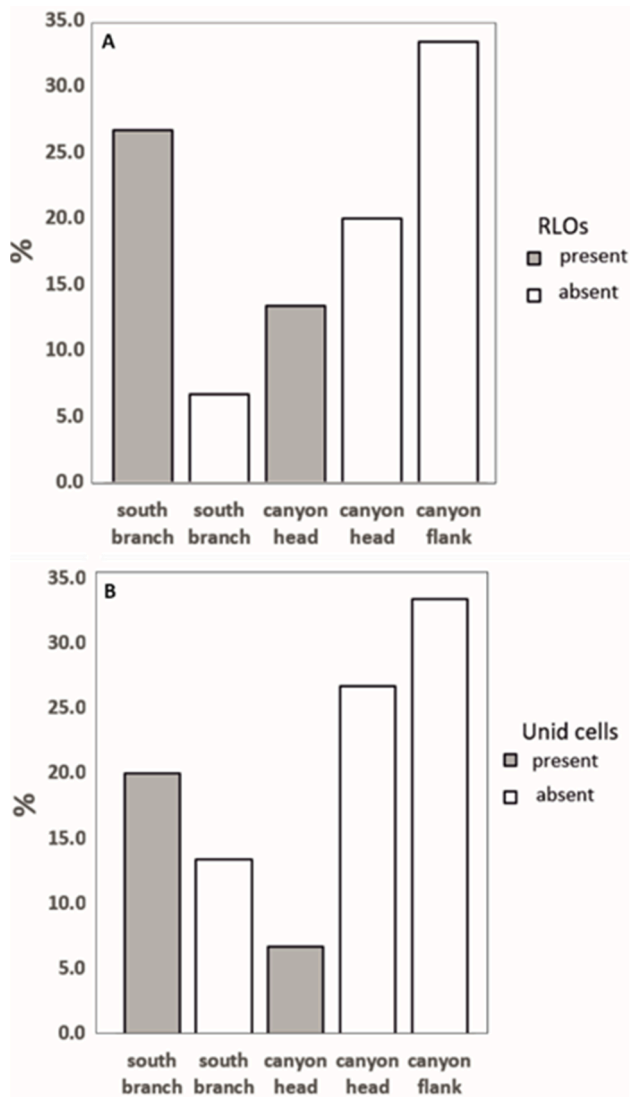 35.0
A
30.0
25.0
20.0
%
15.0
10.0
5.0
0.0
RLOs
present
absent
south south canyon canyon canyon
branch branch head head flank
35.0
B
30.0
25.0
20.0
%
15.0
10.0
5.0
0.0
Unid cells
present
absent
south south canyon canyon canyon
branch branch head head flank